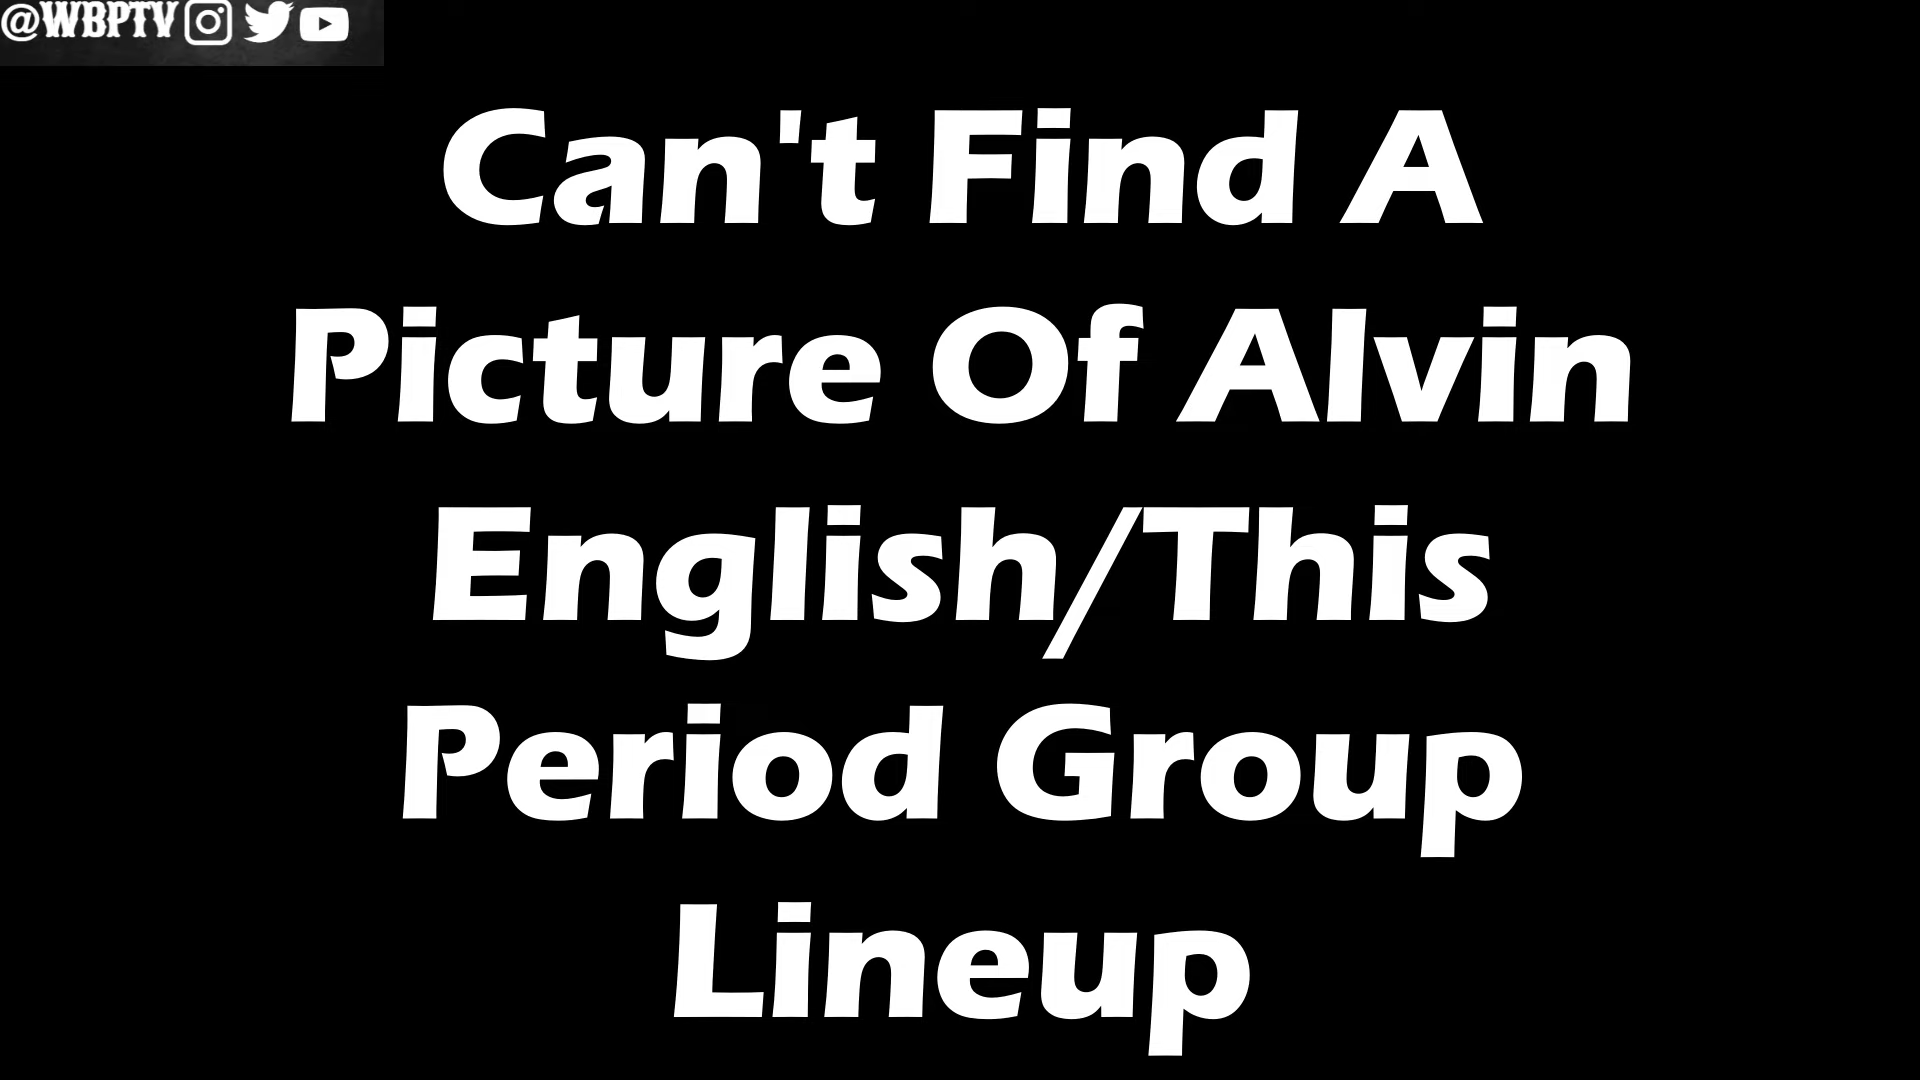 @WBPTV
Can't Find A
Picture Of Alvin
English/This
Period Group
Lineup